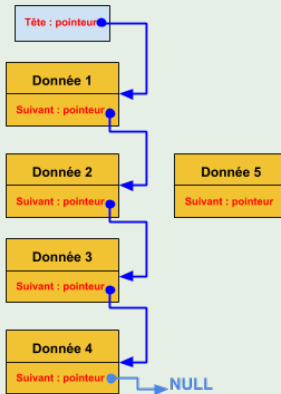 Tête : pointeur
Donnée 1
Suivant : pointeur
Donnée 2
Suivant : pointeur
Donnée 5
Suivant : pointeur
Donnée 3
Suivant : pointeur
Donnée 4
Suivant : pointeur
NULL